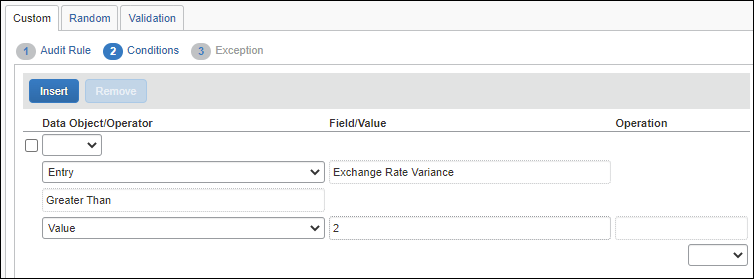 Custom Random Validation
1 Audit Rule 2 Conditions 3 Exception
Insert Remove
Data Object/Operator Field/Value Operation
Entry Exchange Rate Variance
Greater Than
Value 2